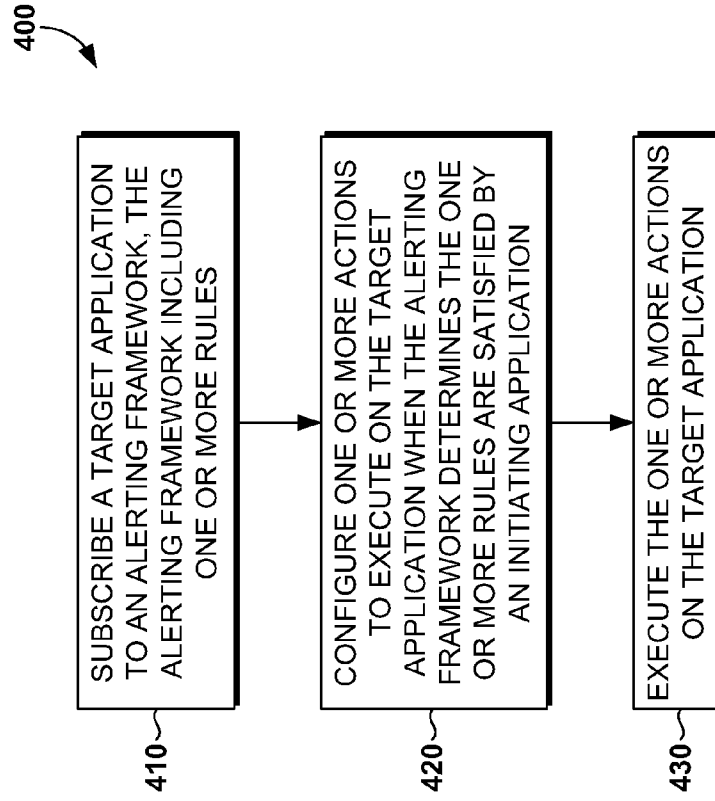 400
SUBSCRIBE A TARGET APPLICATION
TO AN ALERTING FRAMEWORK, THE
ALERTING FRAMEWORK INCLUDING
ONE OR MORE RULES
410
CONFIGURE ONE OR MORE ACTIONS
TO EXECUTE ON THE TARGET
APPLICATION WHEN THE ALERTING
FRAMEWORK DETERMINES THE ONE
OR MORE RULES ARE SATISFIED BY
AN INITIATING APPLICATION
420
EXECUTE THE ONE OR MORE ACTIONS
ON THE TARGET APPLICATION
430